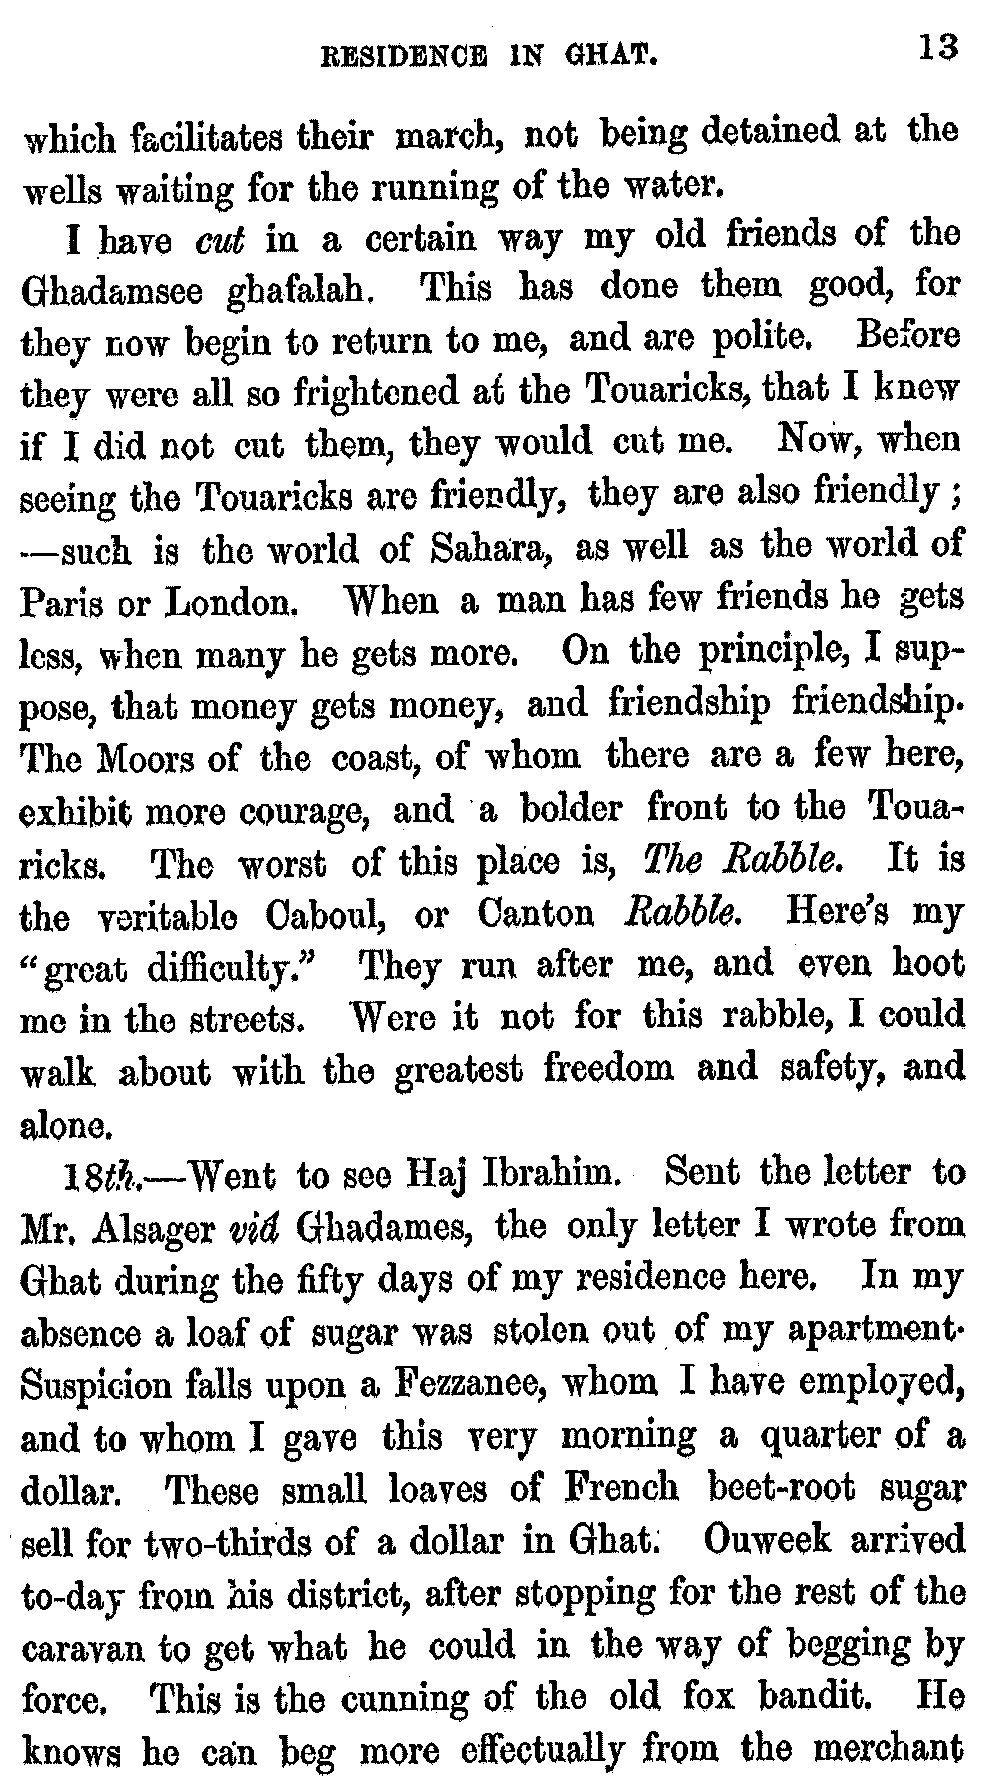 RESIDENCE IN GHAT. 13
which facilitates their march, not being detained at the
wells waiting for the running of the water.
I have cut in a certain way my old friends of the
Ghadamsee ghafalah. This has done them good, for
they now begin to return to me, and are polite. Before
they were all so frightened at the Touaricks, that I knew
if I did not cut them, they would cut me. Now, when
seeing the Touaricks are friendly, they are also friendly ;
—such is the world of Sahara, as well as the world of
Paris or London. When a man has few friends he gets
less, when many he gets more. On the principle, I sup-
pose, that money gets money, and friendship friendship.
The Moors of the coast, of whom there are a few here,
exhibit more courage, and a bolder front to the Toua-
ricks. The worst of this place is, The Rabble. It is
the veritable Caboul, or Canton Rabble. Here's my
"great difficulty." They run after me, and even hoot
me in the streets. Were it not for this rabble, I could
walk about with the greatest freedom and safety, and
alone.
18th.—Went to see Haj Ibrahim. Sent the letter to
Mr. Alsager viâ Ghadames, the only letter I wrote from
Ghat during the fifty days of my residence here. In my
absence a loaf of sugar was stolen out of my apartment.
Suspicion falls upon a Fezzanee, whom I have employed,
and to whom I gave this very morning a quarter of a
dollar. These small loaves of French beet-root sugar
sell for two-thirds of a dollar in Ghat. Ouweek arrived
to-day from his district, after stopping for the rest of the
caravan to get what he could in the way of begging by
force. This is the cunning of the old fox bandit. He
knows he can beg more effectually from the merchant